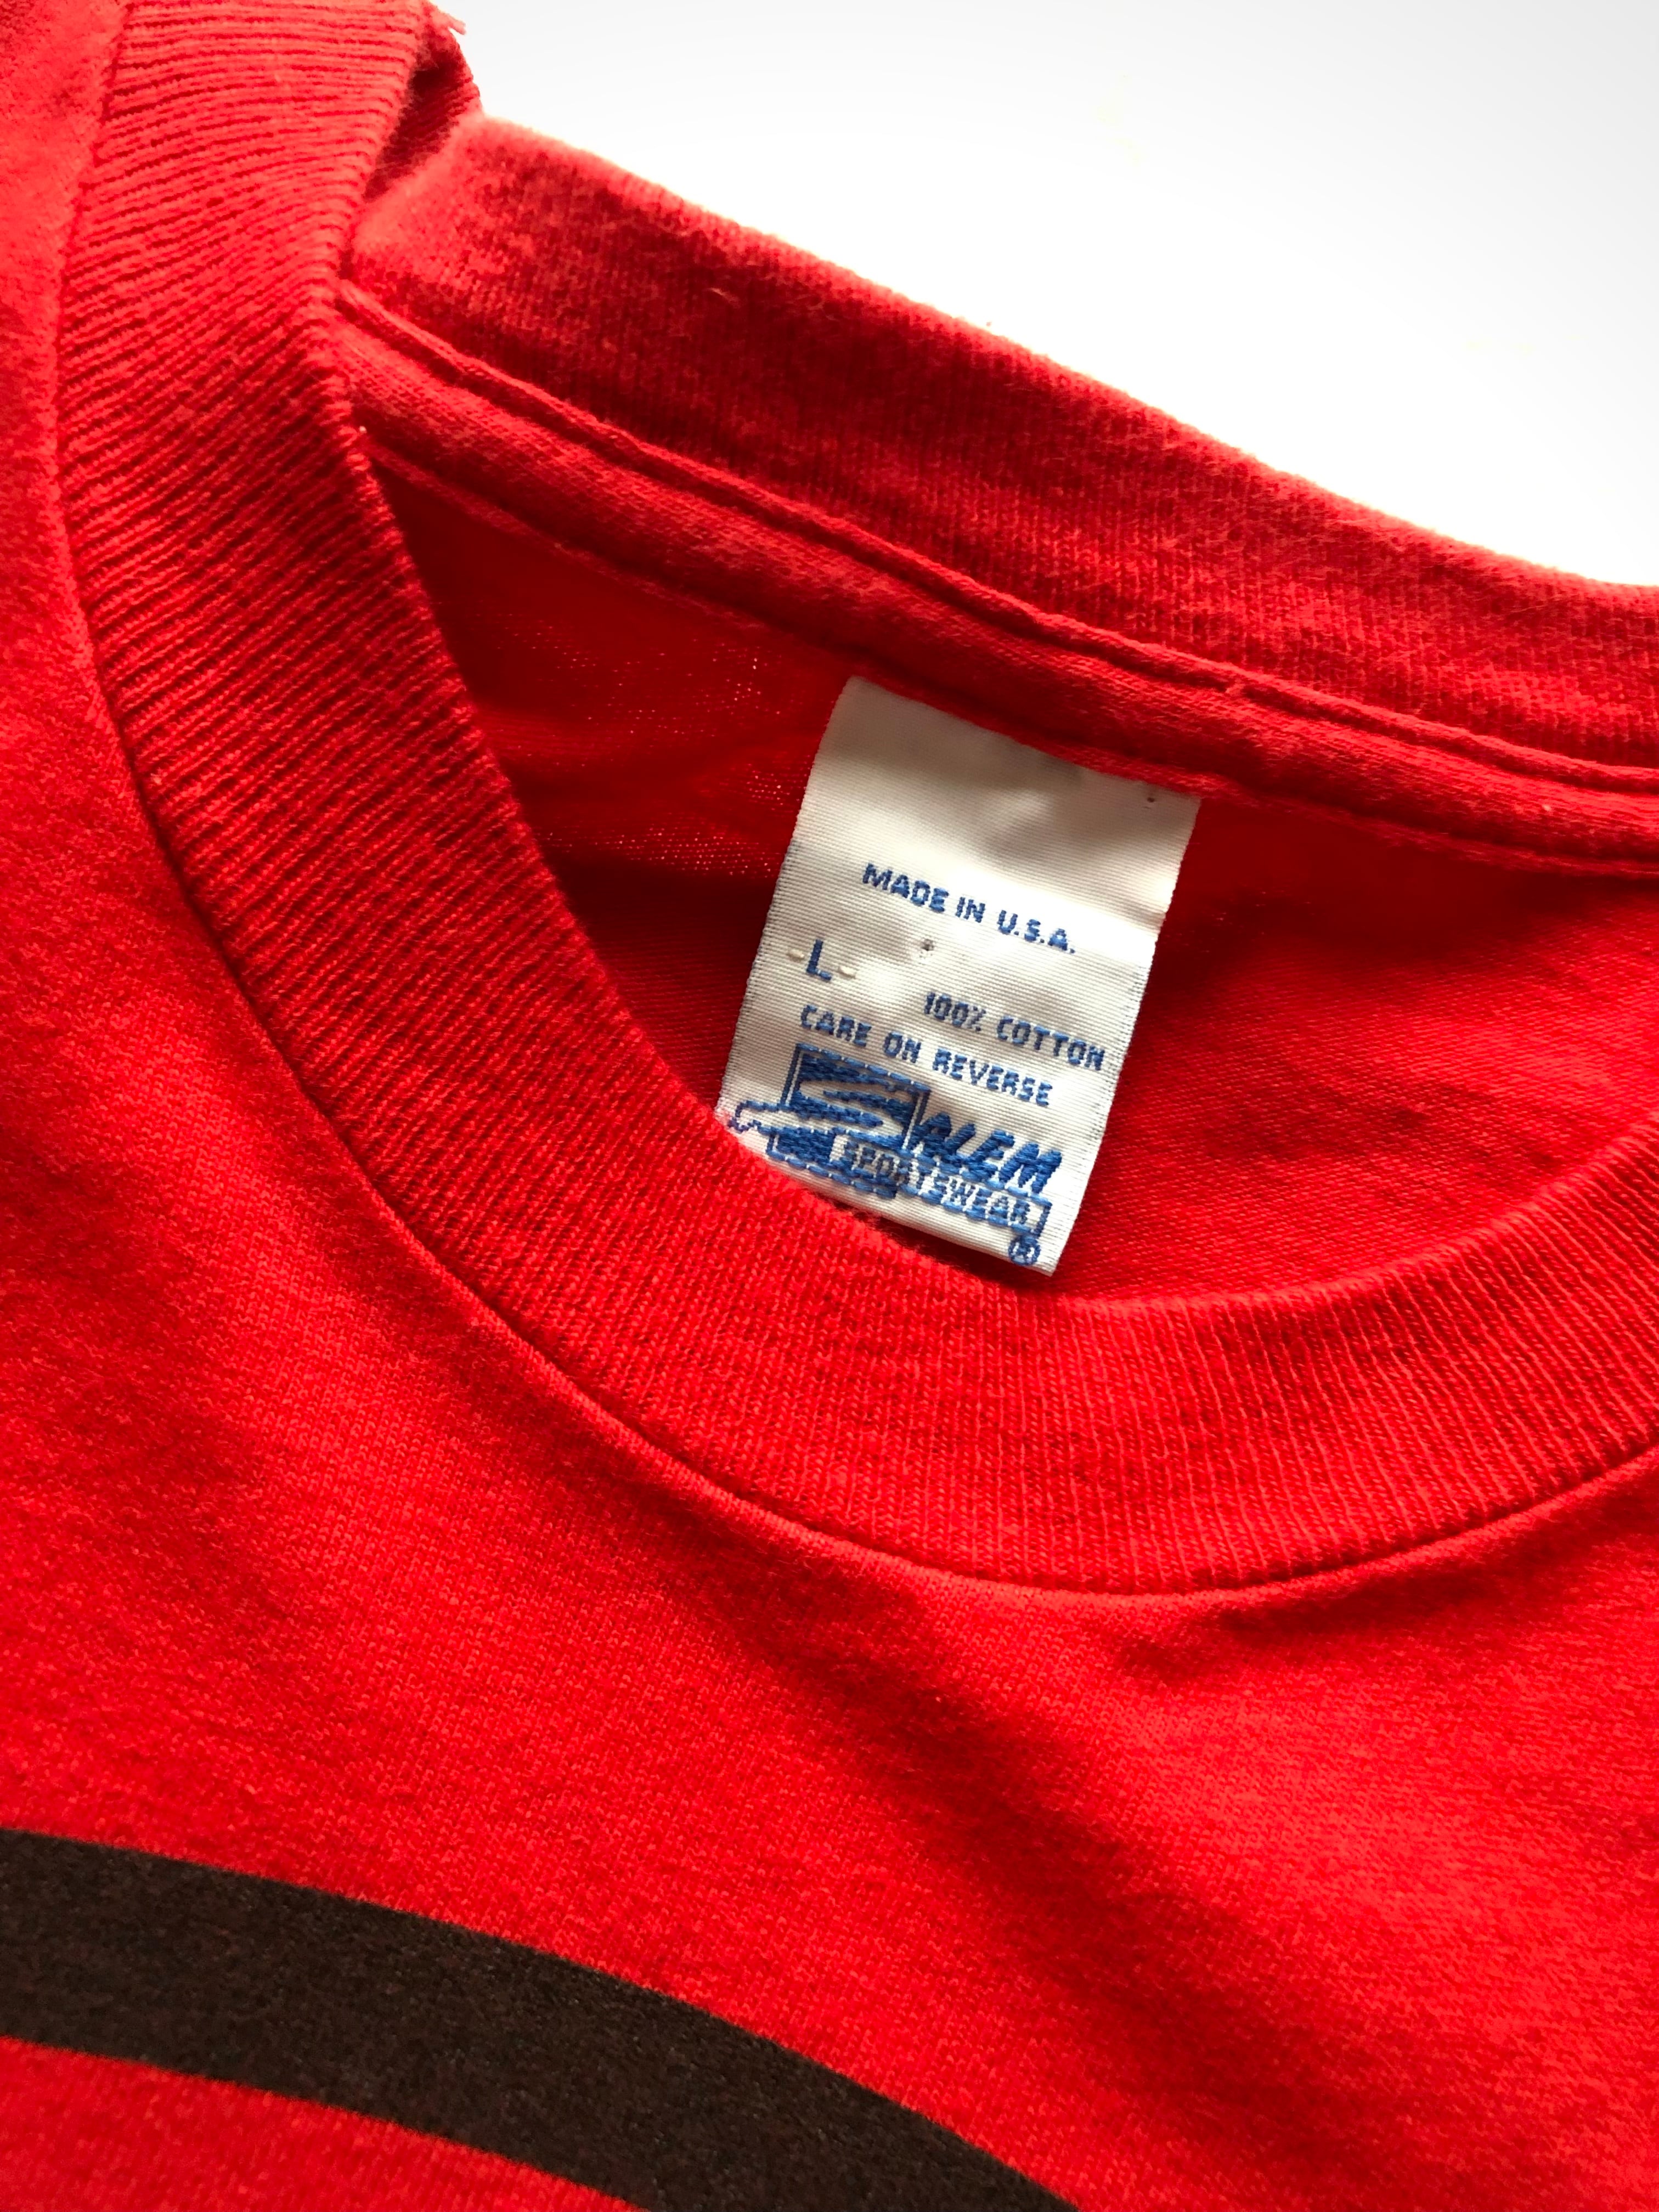 MADE IN U.S.A.
-L-
100% COTTON
CARE ON REVERSE
SALEM
SPORTSWEAR
®